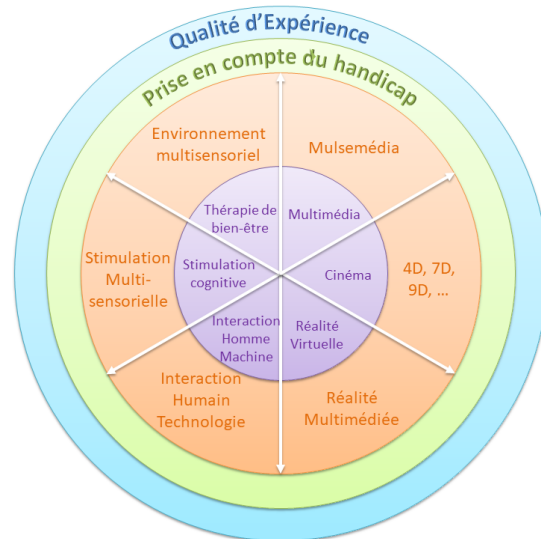 Qualité d'Expérience
Prise en compte du handicap
Environnement
multisensoriel
Mulsemédia
Thérapie de
bien-être
Multimédia
Stimulation
Multi-
sensorielle
Stimulation
cognitive
Cinéma
4D, 7D,
9D, ...
Interaction
Homme
Machine
Réalité
Virtuelle
Interaction
Humain
Technologie
Réalité
Multimédiée